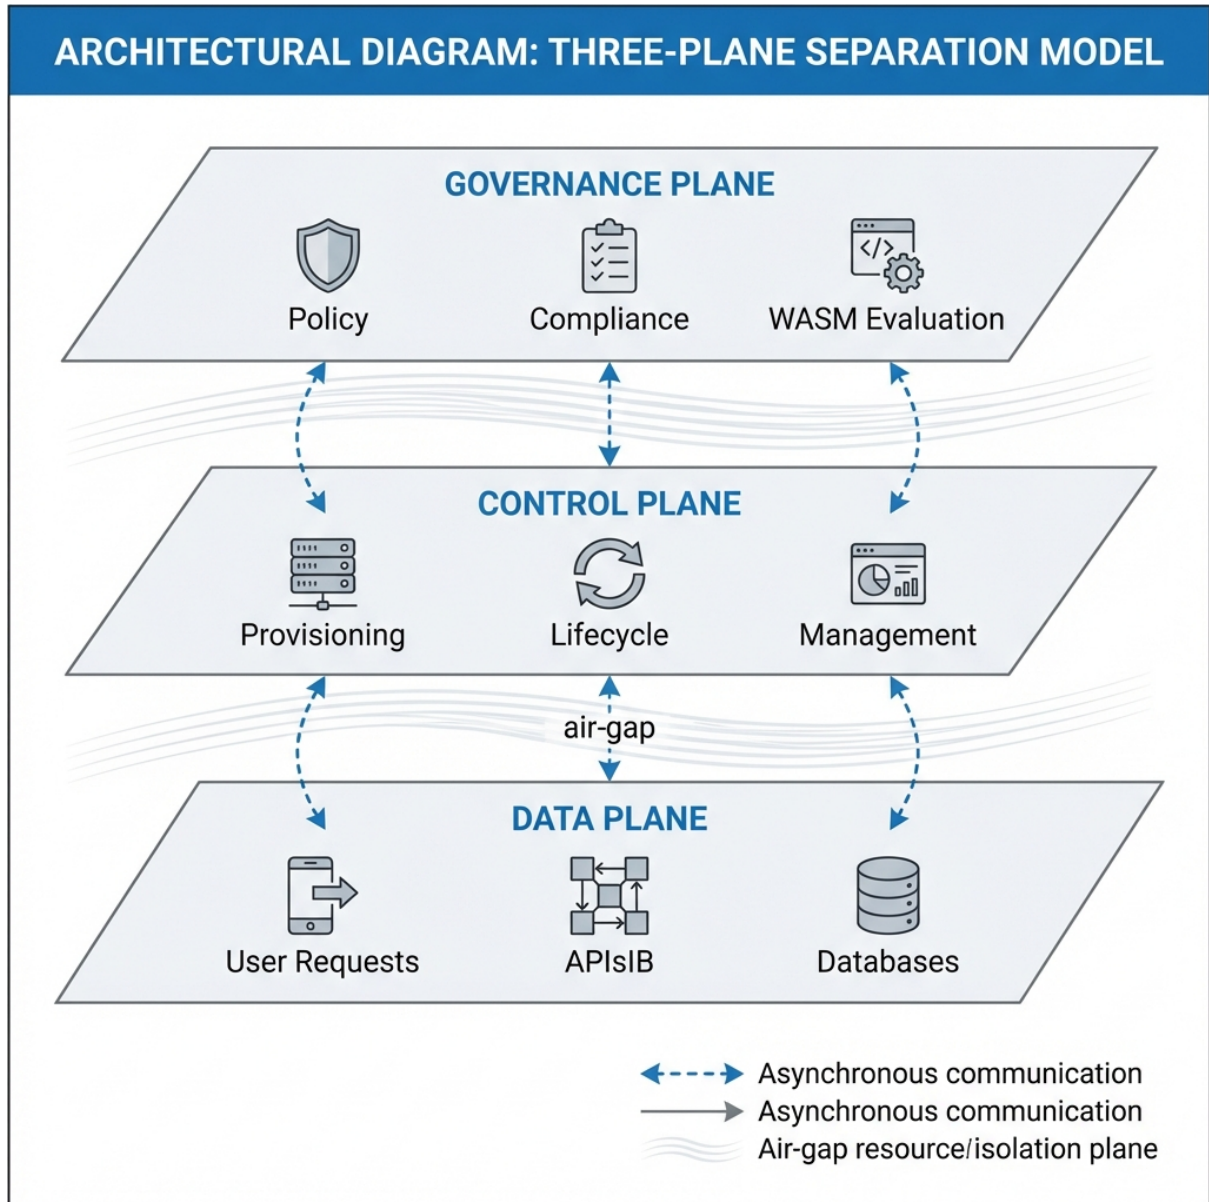 ARCHITECTURAL DIAGRAM: THREE-PLANE SEPARATION MODEL
GOVERNANCE PLANE
Policy
Compliance
WASM Evaluation
CONTROL PLANE
Provisioning
Lifecycle
Management
air-gap
DATA PLANE
User Requests
APIsIB
Databases
Asynchronous communication
Asynchronous communication
Air-gap resource/isolation plane